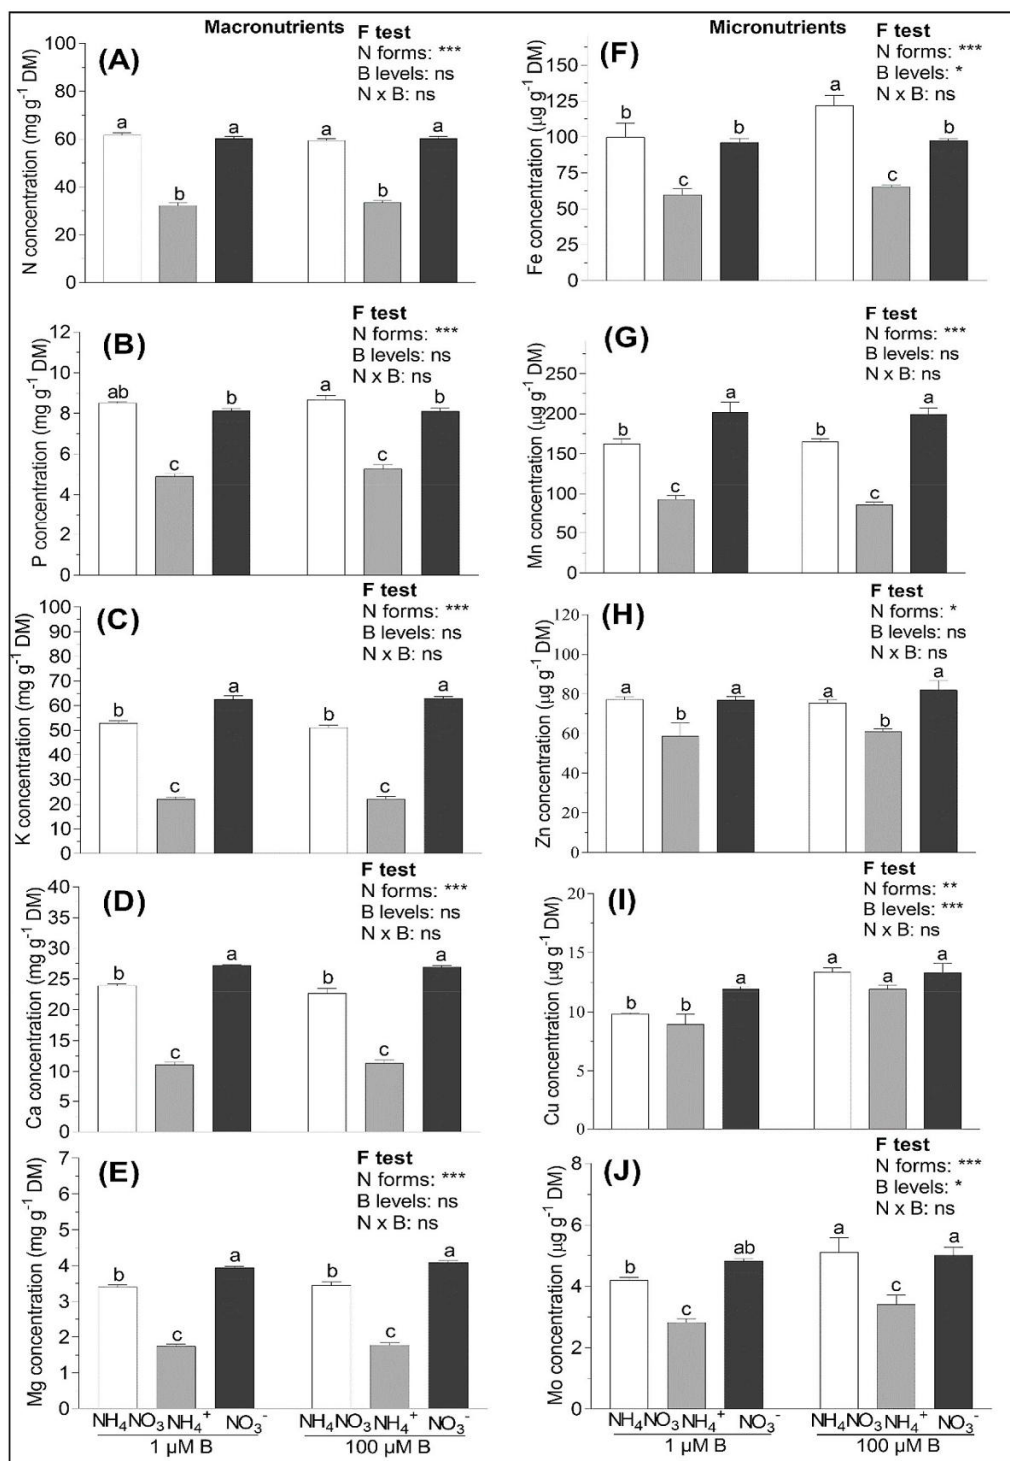 Macronutrients
(A)
F test
N forms: ***
B levels: ns
N x B: ns
N concentration (mg g⁻¹ DM)
100
80
60
40
20
0
a
b
a
a
b
a
(B)
F test
N forms: ***
B levels: ns
N x B: ns
P concentration (mg g⁻¹ DM)
12
10
8
6
4
2
0
ab
c
b
a
c
b
(C)
F test
N forms: ***
B levels: ns
N x B: ns
K concentration (mg g⁻¹ DM)
100
90
80
70
60
50
40
30
20
10
0
b
c
a
b
c
a
(D)
F test
N forms: ***
B levels: ns
N x B: ns
Ca concentration (mg g⁻¹ DM)
40
35
30
25
20
15
10
5
0
b
c
a
b
c
a
(E)
F test
N forms: ***
B levels: ns
N x B: ns
Mg concentration (mg g⁻¹ DM)
7
6
5
4
3
2
1
0
b
c
a
b
c
a
NH₄NO₃ NH₄⁺ NO₃⁻ NH₄NO₃ NH₄⁺ NO₃⁻
1 µM B 100 µM B
Micronutrients
(F)
F test
N forms: ***
B levels: *
N x B: ns
Fe concentration (µg g⁻¹ DM)
150
125
100
75
50
25
0
b
c
b
a
c
b
(G)
F test
N forms: ***
B levels: ns
N x B: ns
Mn concentration (µg g⁻¹ DM)
250
200
150
100
50
0
b
c
a
b
c
a
(H)
F test
N forms: *
B levels: ns
N x B: ns
Zn concentration (µg g⁻¹ DM)
120
100
80
60
40
20
0
a
b
a
a
b
a
(I)
F test
N forms: **
B levels: ***
N x B: ns
Cu concentration (µg g⁻¹ DM)
20
15
10
5
0
b
b
a
a
a
a
(J)
F test
N forms: ***
B levels: *
N x B: ns
Mo concentration (µg g⁻¹ DM)
8
6
4
2
0
b
c
ab
a
c
a
NH₄NO₃ NH₄⁺ NO₃⁻ NH₄NO₃ NH₄⁺ NO₃⁻
1 µM B 100 µM B